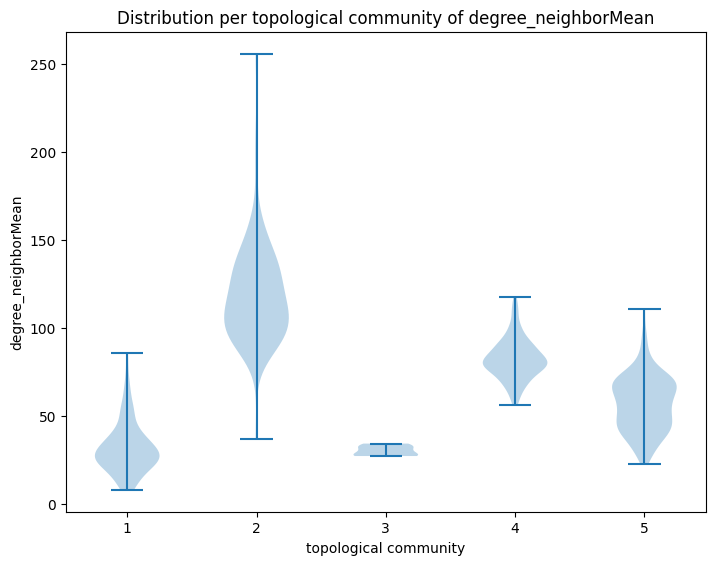 Distribution per topological community of degree_neighborMean
degree_neighborMean
250
200
150
100
50
0
1 2 3 4 5
topological community